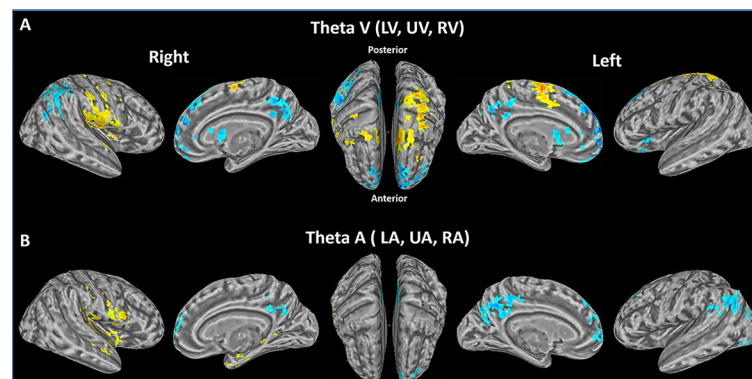 A
Theta V (LV, UV, RV)
Right
Posterior
Left
Anterior
B
Theta A ( LA, UA, RA)